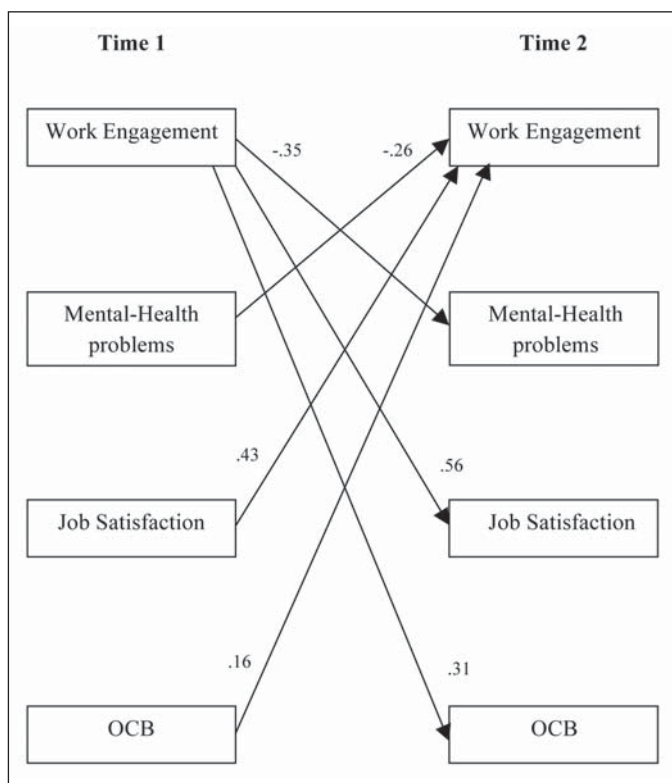 Time 1
Time 2
Work Engagement
Work Engagement
-.35
-.26
Mental-Health
problems
Mental-Health
problems
.43
.56
Job Satisfaction
Job Satisfaction
.16
.31
OCB
OCB